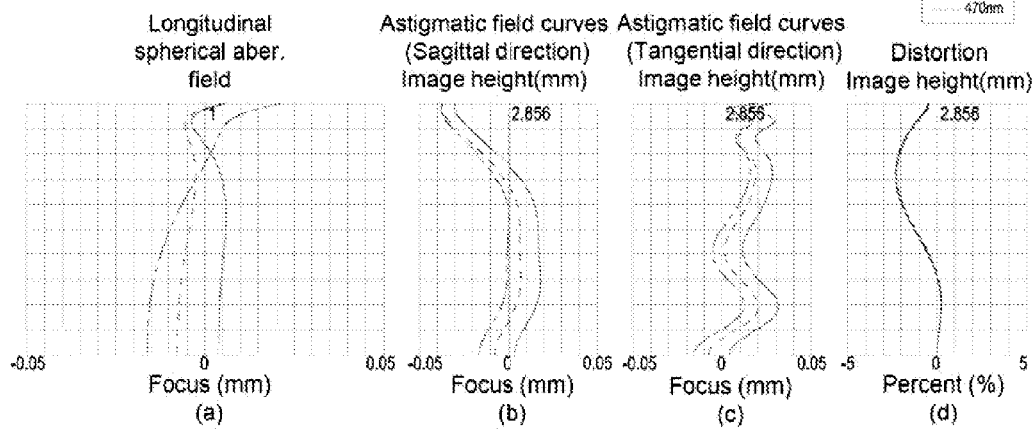 470nm
Longitudinal
spherical aber.
field
Astigmatic field curves
(Sagittal direction)
Image height(mm)
Astigmatic field curves
(Tangential direction)
Image height(mm)
Distortion
Image height(mm)
1
2.856
2.856
2.856
-0.05 0 0.05
Focus (mm)
(a)
-0.05 0 0.05
Focus (mm)
(b)
-0.05 0 0.05
Focus (mm)
(c)
-5 0 5
Percent (%)
(d)